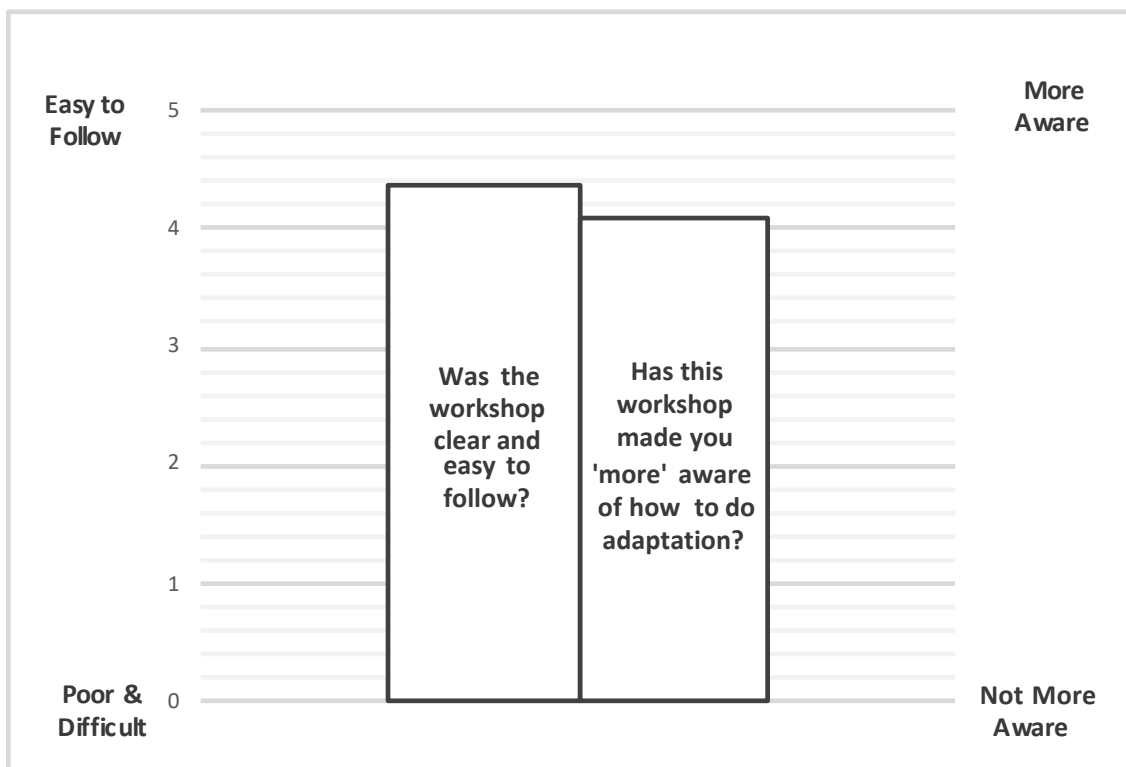 Easy to
Follow
5
4
3
2
1
0
Poor &
Difficult
Was the
workshop
clear and
easy to
follow?
Has this
workshop
made you
'more' aware
of how to do
adaptation?
More
Aware
Not More
Aware